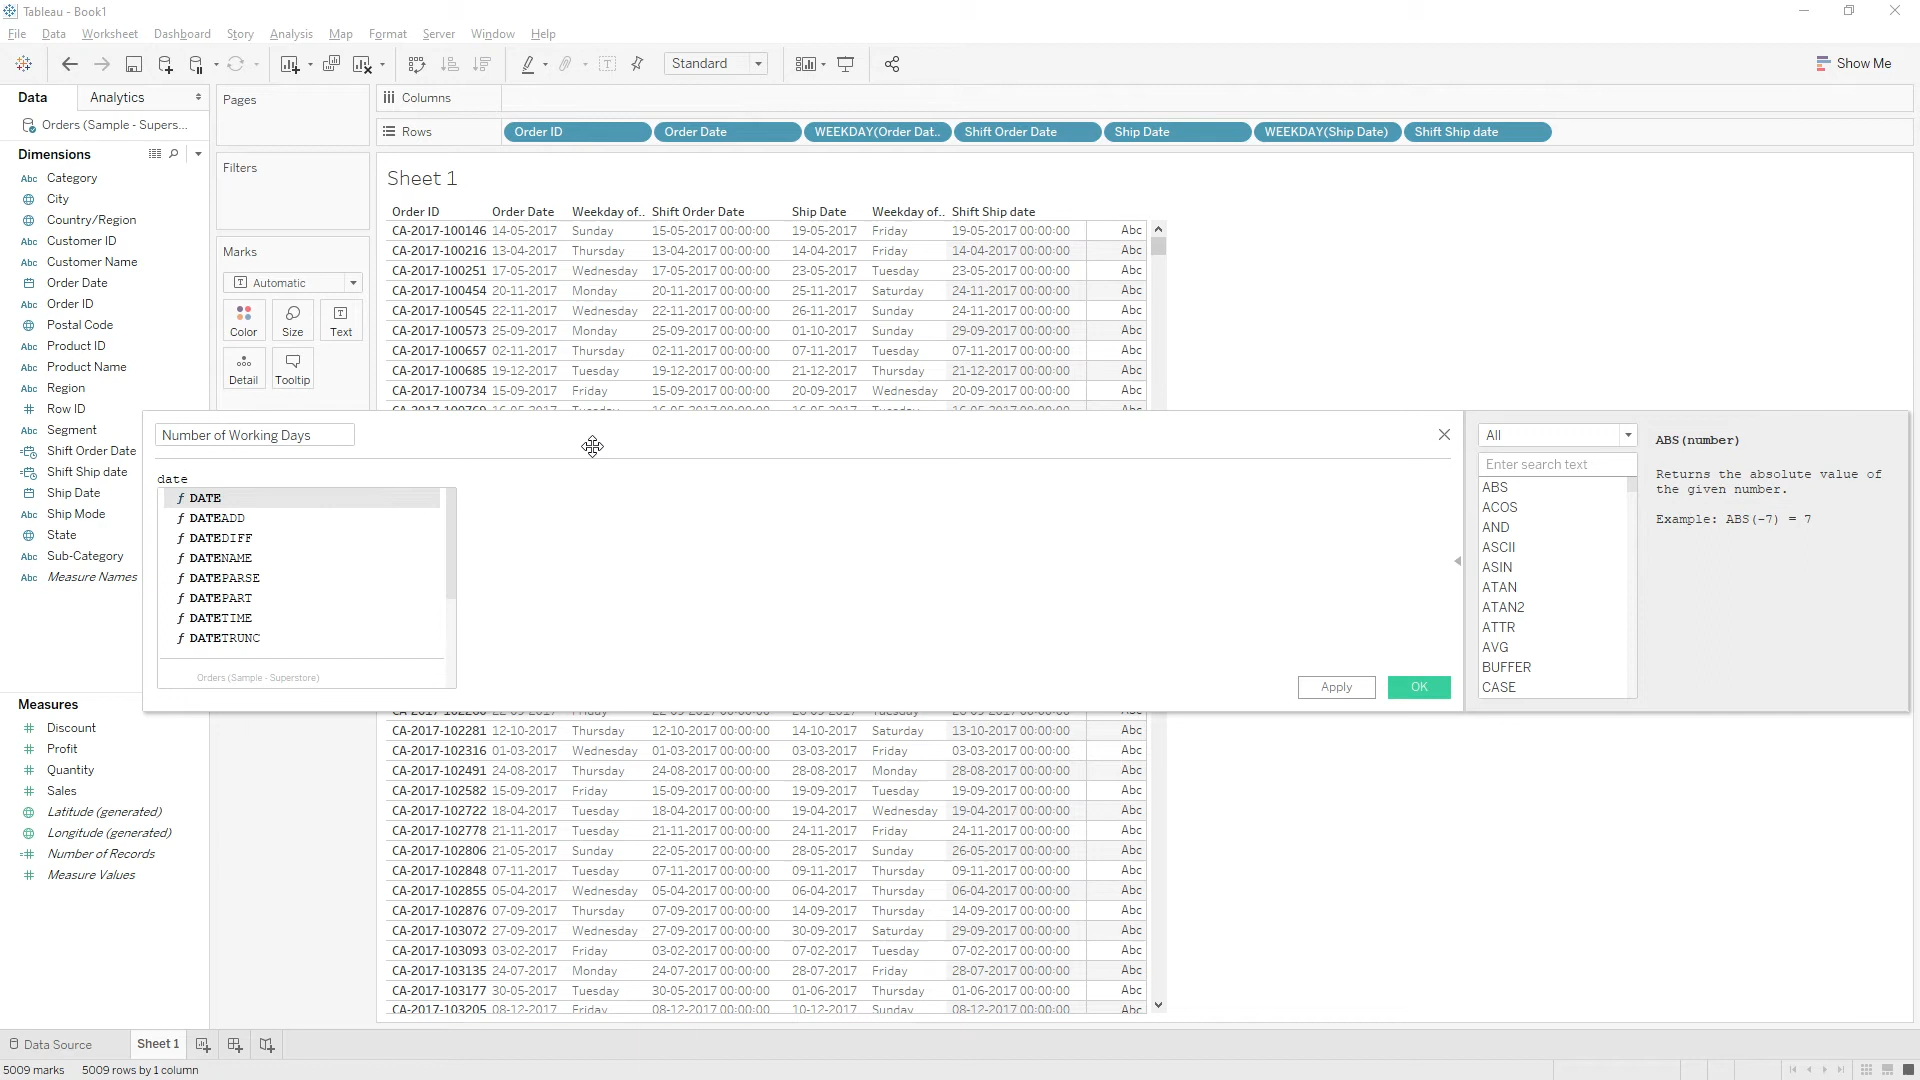 Tableau - Book1
File Data Worksheet Dashboard Story Analysis Map Format Server Window Help
Standard
Show Me
Data Analytics
Orders (Sample - Supers...
Dimensions
Abc Category
City
Country/Region
Abc Customer ID
Abc Customer Name
Order Date
Abc Order ID
Postal Code
Abc Product ID
Abc Product Name
Abc Region
# Row ID
Abc Segment
Shift Order Date
Shift Ship date
Ship Date
Abc Ship Mode
State
Abc Sub-Category
Abc Measure Names
Measures
# Discount
# Profit
# Quantity
# Sales
Latitude (generated)
Longitude (generated)
=# Number of Records
# Measure Values
Pages
Filters
Marks
Automatic
Color Size Text
Detail Tooltip
Columns
Rows Order ID Order Date WEEKDAY(Order Dat.. Shift Order Date Ship Date WEEKDAY(Ship Date) Shift Ship date
Sheet 1
Order ID Order Date Weekday of.. Shift Order Date Ship Date Weekday of.. Shift Ship date
CA-2017-100146 14-05-2017 Sunday 15-05-2017 00:00:00 19-05-2017 Friday 19-05-2017 00:00:00 Abc
CA-2017-100216 13-04-2017 Thursday 13-04-2017 00:00:00 14-04-2017 Friday 14-04-2017 00:00:00 Abc
CA-2017-100251 17-05-2017 Wednesday 17-05-2017 00:00:00 23-05-2017 Tuesday 23-05-2017 00:00:00 Abc
CA-2017-100454 20-11-2017 Monday 20-11-2017 00:00:00 25-11-2017 Saturday 24-11-2017 00:00:00 Abc
CA-2017-100545 22-11-2017 Wednesday 22-11-2017 00:00:00 26-11-2017 Sunday 24-11-2017 00:00:00 Abc
CA-2017-100573 25-09-2017 Monday 25-09-2017 00:00:00 01-10-2017 Sunday 29-09-2017 00:00:00 Abc
CA-2017-100657 02-11-2017 Thursday 02-11-2017 00:00:00 07-11-2017 Tuesday 07-11-2017 00:00:00 Abc
CA-2017-100685 19-12-2017 Tuesday 19-12-2017 00:00:00 21-12-2017 Thursday 21-12-2017 00:00:00 Abc
CA-2017-100734 15-09-2017 Friday 15-09-2017 00:00:00 20-09-2017 Wednesday 20-09-2017 00:00:00 Abc
Number of Working Days
date
f DATE
f DATEADD
f DATEDIFF
f DATENAME
f DATEPARSE
f DATEPART
f DATETIME
f DATETRUNC
Orders (Sample - Superstore)
Apply OK
All
Enter search text
ABS
ACOS
AND
ASCII
ASIN
ATAN
ATAN2
ATTR
AVG
BUFFER
CASE
ABS(number)
Returns the absolute value of
the given number.
Example: ABS(-7) = 7
CA-2017-102281 12-10-2017 Thursday 12-10-2017 00:00:00 14-10-2017 Saturday 13-10-2017 00:00:00 Abc
CA-2017-102316 01-03-2017 Wednesday 01-03-2017 00:00:00 03-03-2017 Friday 03-03-2017 00:00:00 Abc
CA-2017-102491 24-08-2017 Thursday 24-08-2017 00:00:00 28-08-2017 Monday 28-08-2017 00:00:00 Abc
CA-2017-102582 15-09-2017 Friday 15-09-2017 00:00:00 19-09-2017 Tuesday 19-09-2017 00:00:00 Abc
CA-2017-102722 18-04-2017 Tuesday 18-04-2017 00:00:00 19-04-2017 Wednesday 19-04-2017 00:00:00 Abc
CA-2017-102778 21-11-2017 Tuesday 21-11-2017 00:00:00 24-11-2017 Friday 24-11-2017 00:00:00 Abc
CA-2017-102806 21-05-2017 Sunday 22-05-2017 00:00:00 28-05-2017 Sunday 26-05-2017 00:00:00 Abc
CA-2017-102848 07-11-2017 Tuesday 07-11-2017 00:00:00 09-11-2017 Thursday 09-11-2017 00:00:00 Abc
CA-2017-102855 05-04-2017 Wednesday 05-04-2017 00:00:00 06-04-2017 Thursday 06-04-2017 00:00:00 Abc
CA-2017-102876 07-09-2017 Thursday 07-09-2017 00:00:00 14-09-2017 Thursday 14-09-2017 00:00:00 Abc
CA-2017-103072 27-09-2017 Wednesday 27-09-2017 00:00:00 30-09-2017 Saturday 29-09-2017 00:00:00 Abc
CA-2017-103093 03-02-2017 Friday 03-02-2017 00:00:00 07-02-2017 Tuesday 07-02-2017 00:00:00 Abc
CA-2017-103135 24-07-2017 Monday 24-07-2017 00:00:00 28-07-2017 Friday 28-07-2017 00:00:00 Abc
CA-2017-103177 30-05-2017 Tuesday 30-05-2017 00:00:00 01-06-2017 Thursday 01-06-2017 00:00:00 Abc
CA-2017-103205 08-12-2017 Friday 08-12-2017 00:00:00 10-12-2017 Sunday 08-12-2017 00:00:00 Abc
Data Source Sheet 1
5009 marks 5009 rows by 1 column